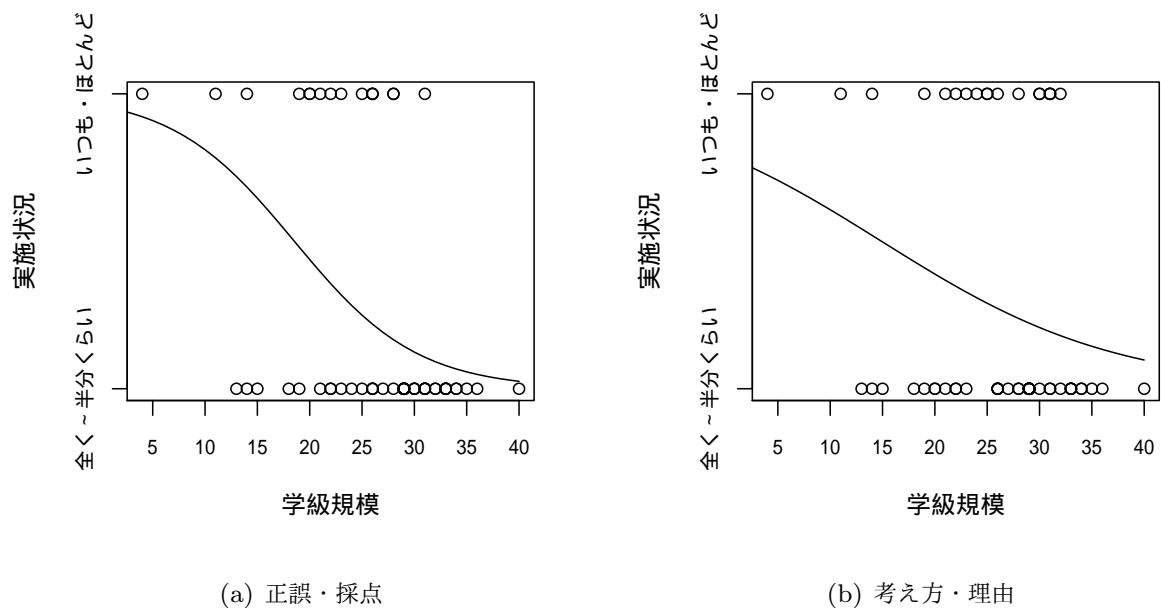 いつも・ほとんど
全く~半分くらい
実施状況
5 10 15 20 25 30 35 40
学級規模
(a) 正誤・採点
いつも・ほとんど
全く~半分くらい
実施状況
5 10 15 20 25 30 35 40
学級規模
(b) 考え方・理由